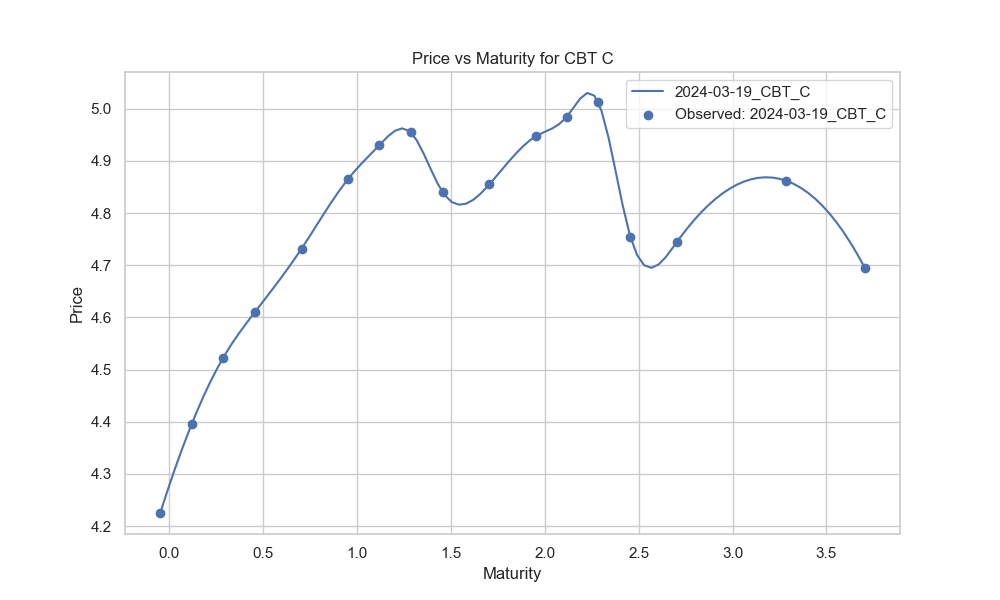 Price vs Maturity for CBT C
2024-03-19_CBT_C
Observed: 2024-03-19_CBT_C
Price
5.0
4.9
4.8
4.7
4.6
4.5
4.4
4.3
4.2
0.0 0.5 1.0 1.5 2.0 2.5 3.0 3.5
Maturity